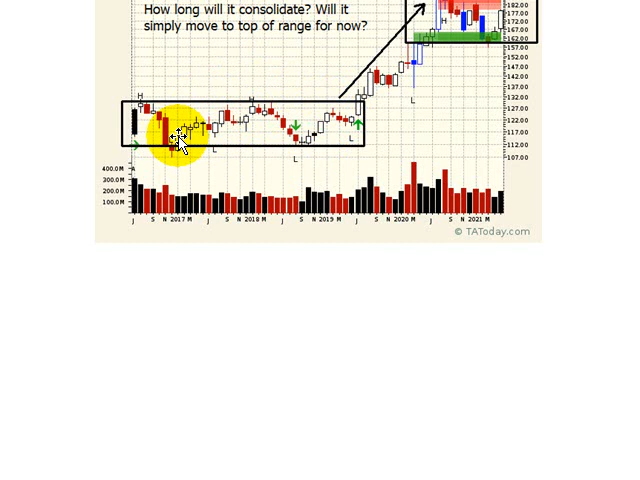 How long will it consolidate? Will it
simply move to top of range for now?
182.00
177.00
172.00
H
167.00
162.00
157.00
152.00
147.00
142.00
137.00
L
H
H
132.00
127.00
122.00
117.00
L
112.00
L
L
107.00
400.0M
300.0M
200.0M
100.0M
J S N 2017 M J S N 2018 M J S N 2019 M J S N 2020 M J S N 2021 M
© TAToday.com